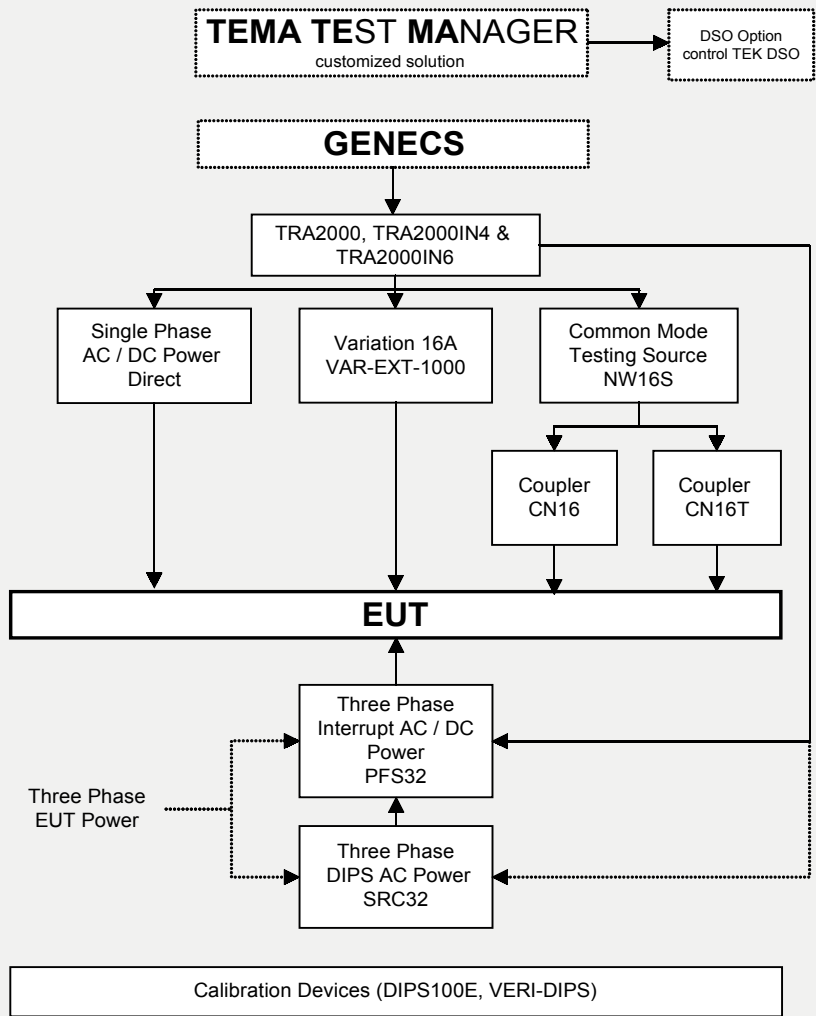 TEMA TEST MANAGER
customized solution
DSO Option
control TEK DSO
GENECS
TRA2000, TRA2000IN4 &
TRA2000IN6
Single Phase
AC / DC Power
Direct
Variation 16A
VAR-EXT-1000
Common Mode
Testing Source
NW16S
Coupler
CN16
Coupler
CN16T
EUT
Three Phase
Interrupt AC / DC
Power
PFS32
Three Phase
EUT Power
Three Phase
DIPS AC Power
SRC32
Calibration Devices (DIPS100E, VERI-DIPS)